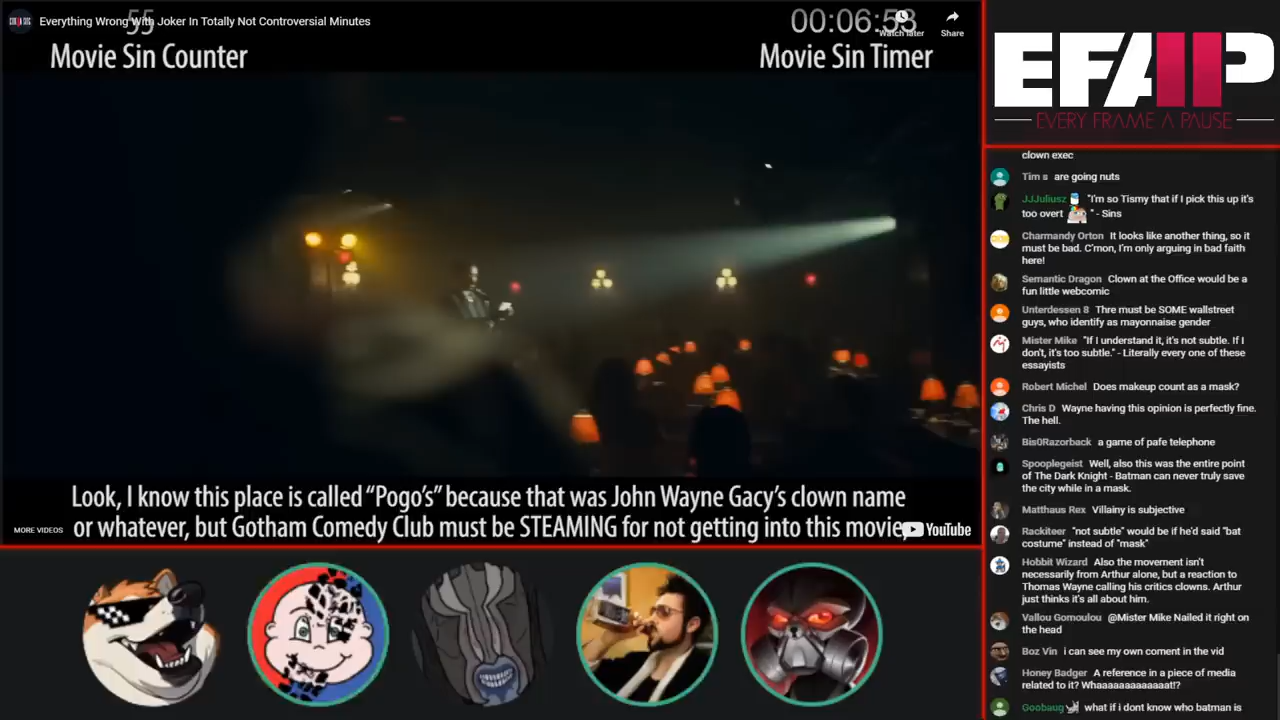 Everything Wrong With Joker In Totally Not Controversial Minutes
55
Movie Sin Counter
00:06:53
Movie Sin Timer
Watch later
Share
EFAP
EVERY FRAME A PAUSE
clown exec
Tim s are going nuts
JJJuliusz "I'm so Tismy that if I pick this up it's
too overt " - Sins
Charmandy Orton It looks like another thing, so it
must be bad. C'mon, I'm only arguing in bad faith
here!
Semantic Dragon Clown at the Office would be a
fun little webcomic
Unterdessen 8 Thre must be SOME wallstreet
guys, who identify as mayonnaise gender
Mister Mike "If I understand it, it's not subtle. If I
don't, it's too subtle." - Literally every one of these
essayists
Robert Michel Does makeup count as a mask?
Chris D Wayne having this opinion is perfectly fine.
The hell.
Bis0Razorback a game of pafe telephone
Spooplegeist Well, also this was the entire point
of The Dark Knight - Batman can never truly save
the city while in a mask.
Matthaus Rex Villainy is subjective
Rackiteer "not subtle" would be if he'd said "bat
costume" instead of "mask"
Hobbit Wizard Also the movement isn't
necessarily from Arthur alone, but a reaction to
Thomas Wayne calling his critics clowns. Arthur
just thinks it's all about him.
Vallou Gomoulou @Mister Mike Nailed it right on
the head
Boz Vin i can see my own coment in the vid
Honey Badger A reference in a piece of media
related to it? Whaaaaaaaaaaaat!?
Goobaug what if i dont know who batman is
Look, I know this place is called "Pogo's" because that was John Wayne Gacy's clown name
or whatever, but Gotham Comedy Club must be STEAMING for not getting into this movie,
MORE VIDEOS
YouTube